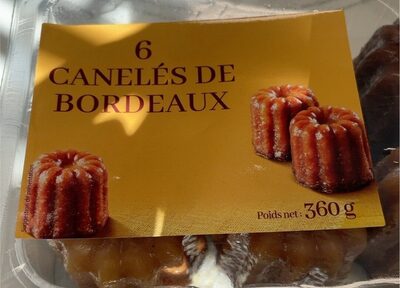 6
CANELÉS DE
BORDEAUX
Poids net : 360 g